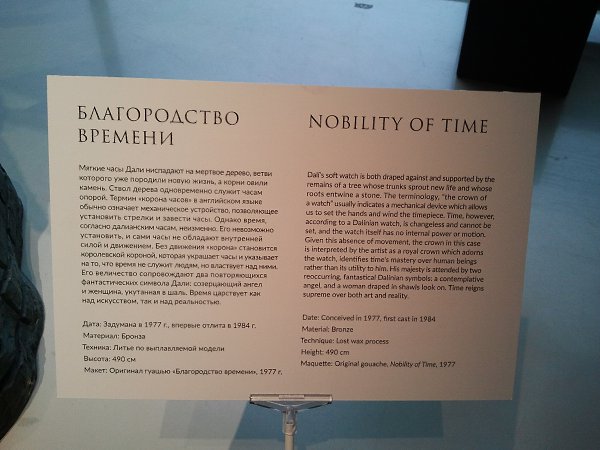 БЛАГОРОДСТВО
ВРЕМЕНИ
Мягкие часы Дали ниспадают на мертвое дерево, ветви
которого уже породили новую жизнь, а корни овили
камень. Ствол дерева одновременно служит часам
опорой. Термин «корона часов» в английском языке
обычно означает механическое устройство, позволяющее
установить стрелки и завести часы. Однако время,
согласно далианским часам, неизменно. Его невозможно
установить, и сами часы не обладают внутренней
силой и движением. Без движения «корона» становится
королевской короной, которая украшает часы и указывает
на то, что время не служит людям, но властвует над ними.
Его величество сопровождают два повторяющихся
фантастических символа Дали: созерцающий ангел
и женщина, укутанная в шаль. Время царствует как
над искусством, так и над реальностью.
Дата: Задумана в 1977 г., впервые отлита в 1984 г.
Материал: Бронза
Техника: Литье по выплавляемой модели
Высота: 490 см
Макет: Оригинал гуашью «Благородство времени», 1977 г.
NOBILITY OF TIME
Dalí's soft watch is both draped against and supported by the
remains of a tree whose trunks sprout new life and whose
roots entwine a stone. The terminology, "the crown of
a watch" usually indicates a mechanical device which allows
us to set the hands and wind the timepiece. Time, however,
according to a Dalinian watch, is changeless and cannot be
set, and the watch itself has no internal power or motion.
Given this absence of movement, the crown in this case
is interpreted by the artist as a royal crown which adorns
the watch, identifies time's mastery over human beings
rather than its utility to him. His majesty is attended by two
reoccurring, fantastical Dalinian symbols: a contemplative
angel, and a woman draped in shawls look on. Time reigns
supreme over both art and reality.
Date: Conceived in 1977, first cast in 1984
Material: Bronze
Technique: Lost wax process
Height: 490 cm
Maquette: Original gouache, Nobility of Time, 1977